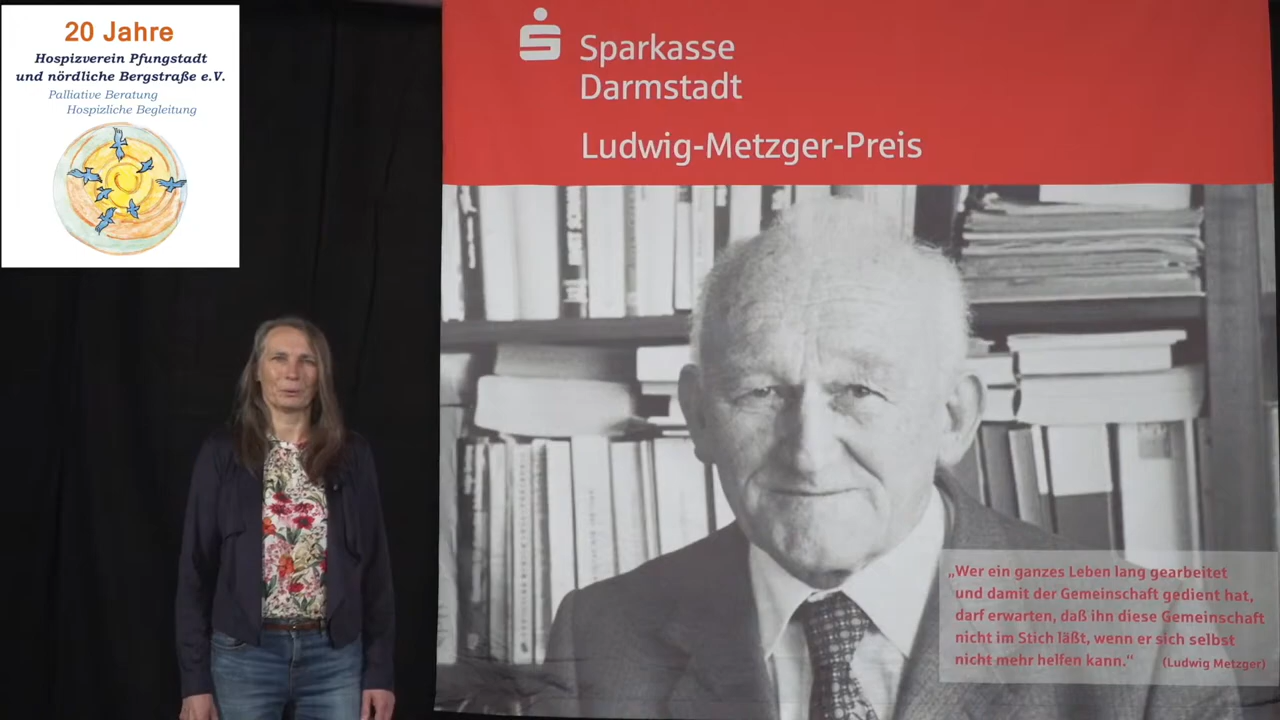 20 Jahre
Hospizverein Pfungstadt
und nördliche Bergstraße e.V.
Palliative Beratung
Hospizliche Begleitung
Sparkasse
Darmstadt
Ludwig-Metzger-Preis
„Wer ein ganzes Leben lang gearbeitet
und damit der Gemeinschaft gedient hat,
darf erwarten, daß ihn diese Gemeinschaft
nicht im Stich läßt, wenn er sich selbst
nicht mehr helfen kann.“ (Ludwig Metzger)